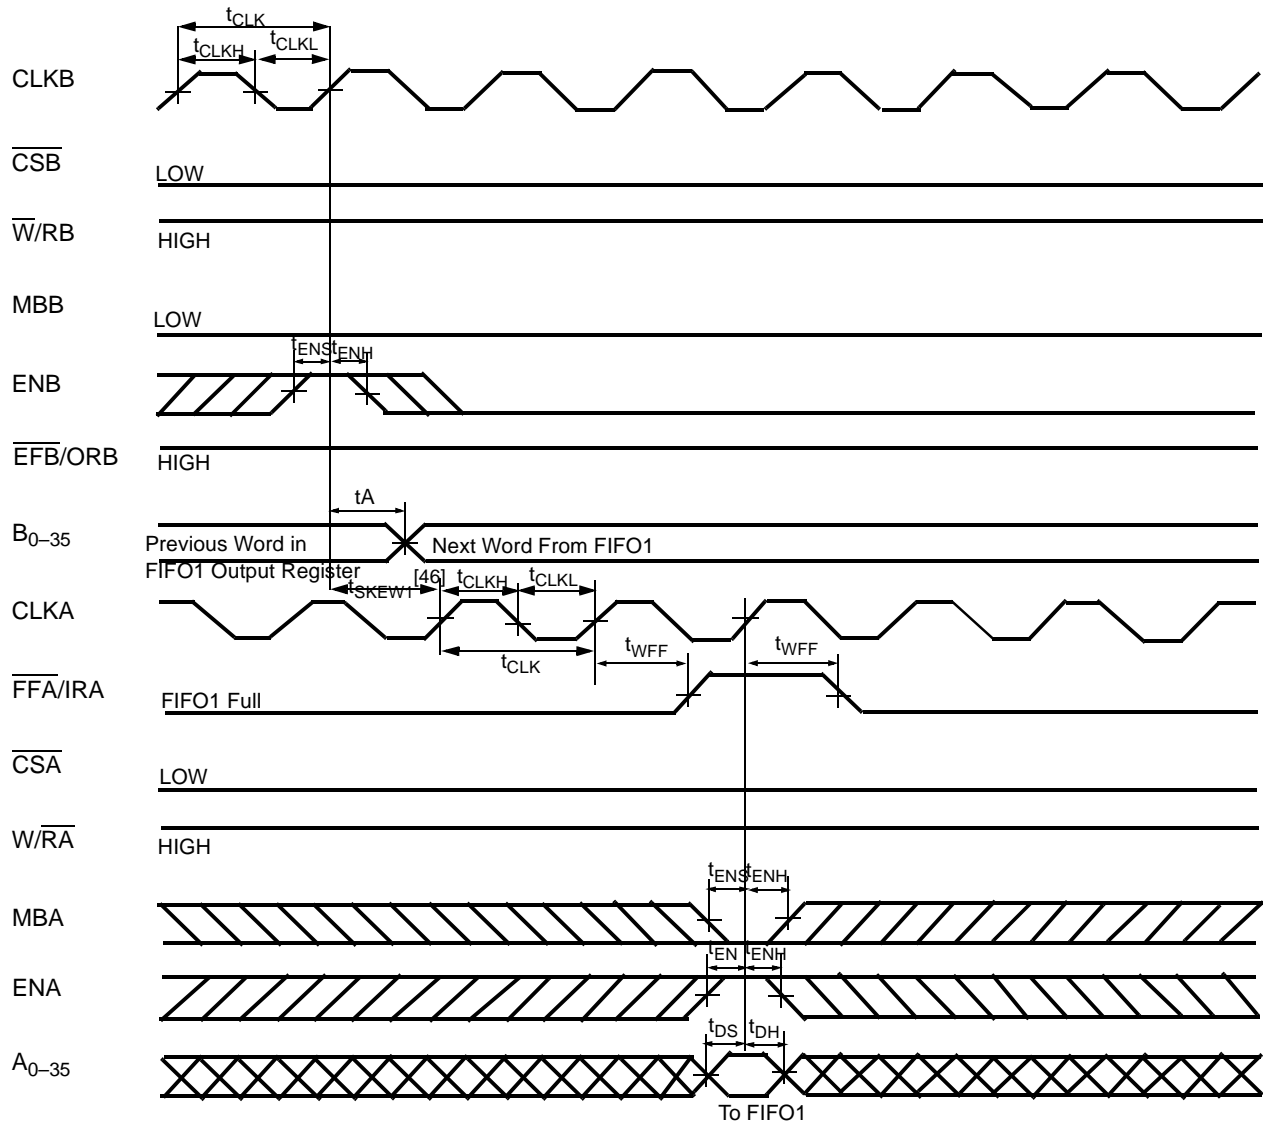 tCLK
tCLKH tCLKL
CLKB
CSB
LOW
W/RB
HIGH
MBB
LOW
tENS tENH
ENB
EFB/ORB
HIGH
tA
B0–35
Previous Word in
FIFO1 Output Register
Next Word From FIFO1
tSKEW1 [46] tCLKH tCLKL
CLKA
tCLK
tWFF tWFF
FFA/IRA
FIFO1 Full
CSA
LOW
W/RA
HIGH
tENS tENH
MBA
tEN tENH
ENA
tDS tDH
A0–35
To FIFO1